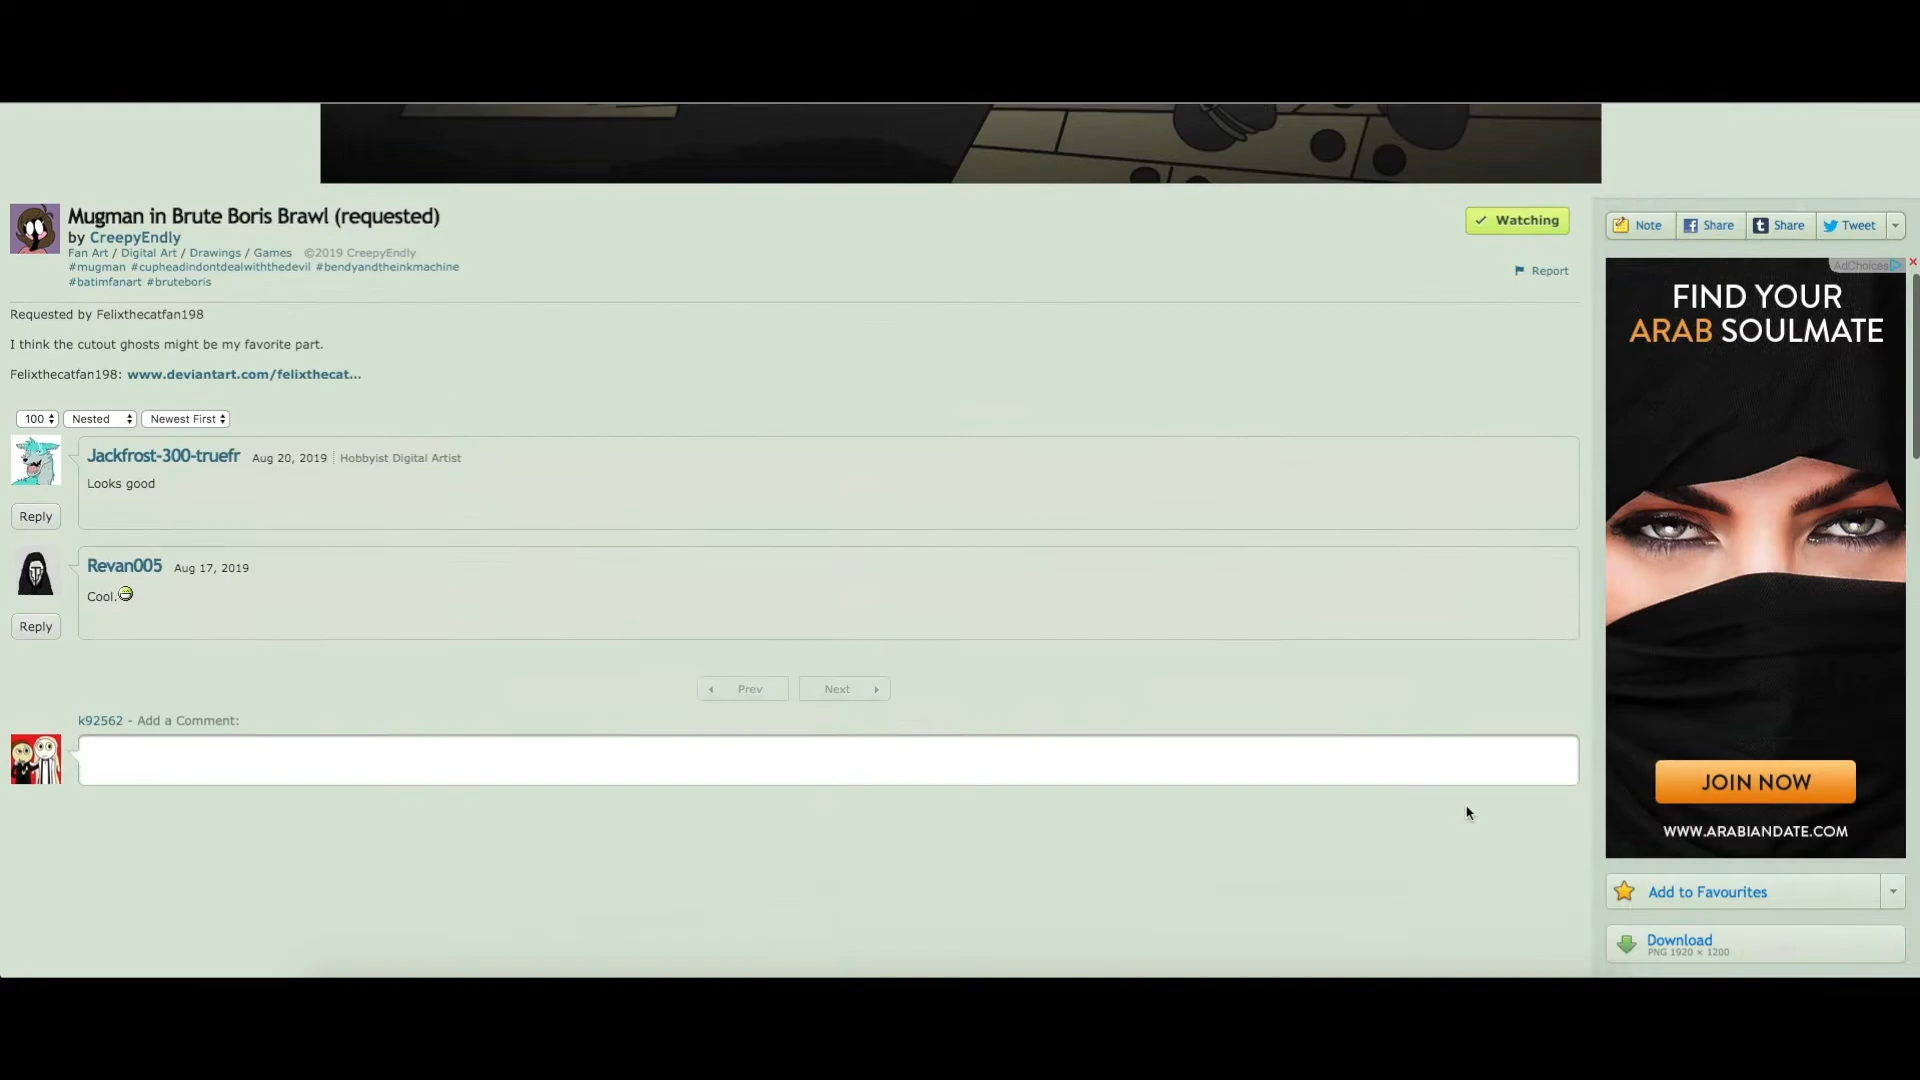 Mugman in Brute Boris Brawl (requested)
by CreepyEndly
Fan Art / Digital Art / Drawings / Games ©2019 CreepyEndly
#mugman #cupheadindontdealwiththedevil #bendyandtheinkmachine
#batimfanart #bruteboris
Watching
Report
Requested by Felixthecatfan198
I think the cutout ghosts might be my favorite part.
Felixthecatfan198: www.deviantart.com/felixthecat...
100 Nested Newest First
Jackfrost-300-truefr Aug 20, 2019 Hobbyist Digital Artist
Looks good
Reply
Revan005 Aug 17, 2019
Cool.
Reply
Prev Next
k92562 - Add a Comment:
Note Share Share Tweet
AdChoices
FIND YOUR
ARAB SOULMATE
JOIN NOW
WWW.ARABIANDATE.COM
Add to Favourites
Download
PNG 1920 × 1200